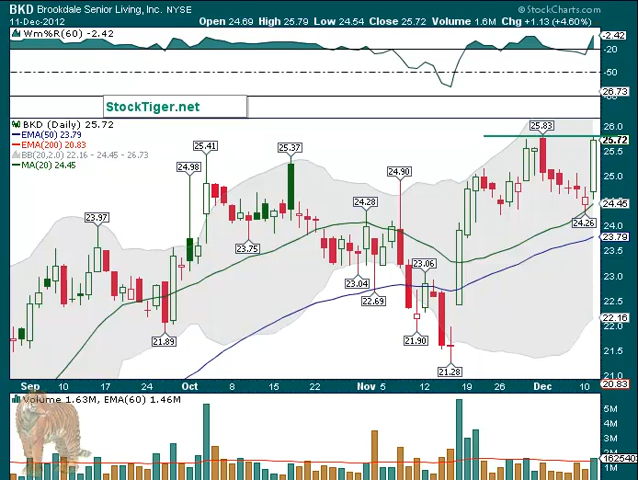 BKD Brookdale Senior Living, Inc. NYSE
© StockCharts.com
11-Dec-2012
Open 24.69 High 25.79 Low 24.54 Close 25.72 Volume 1.6M Chg +1.13 (+4.60%)
Wm%R(60) -2.42
-2.42
-20
-50
26.73
StockTiger.net
BKD (Daily) 25.72
EMA(50) 23.79
EMA(200) 20.83
BB(20,2.0) 22.16 - 24.45 - 26.73
MA(20) 24.45
26.0
25.83
25.72
25.5
25.41
25.37
25.0
24.98
24.90
24.45
24.28
24.26
24.0
23.97
23.79
23.75
23.5
23.06
23.04
23.0
22.69
22.5
22.16
21.90
21.89
21.5
21.28
21.0
20.83
Sep 10 17 24 Oct 8 15 22 Nov 5 12 19 26 Dec 10
Volume 1.63M, EMA(60) 1.46M
5M
4M
3M
2M
1M